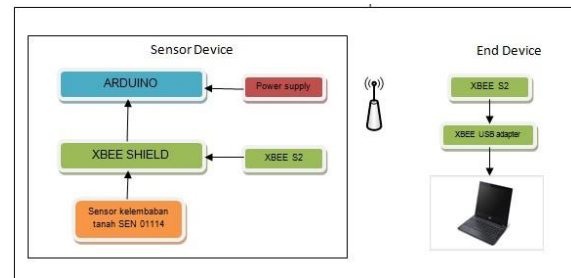 Sensor Device
End Device
ARDUINO
Power supply
XBEE S2
XBEE USB adapter
XBEE SHIELD
XBEE S2
Sensor kelembaban
tanah SEN 01114